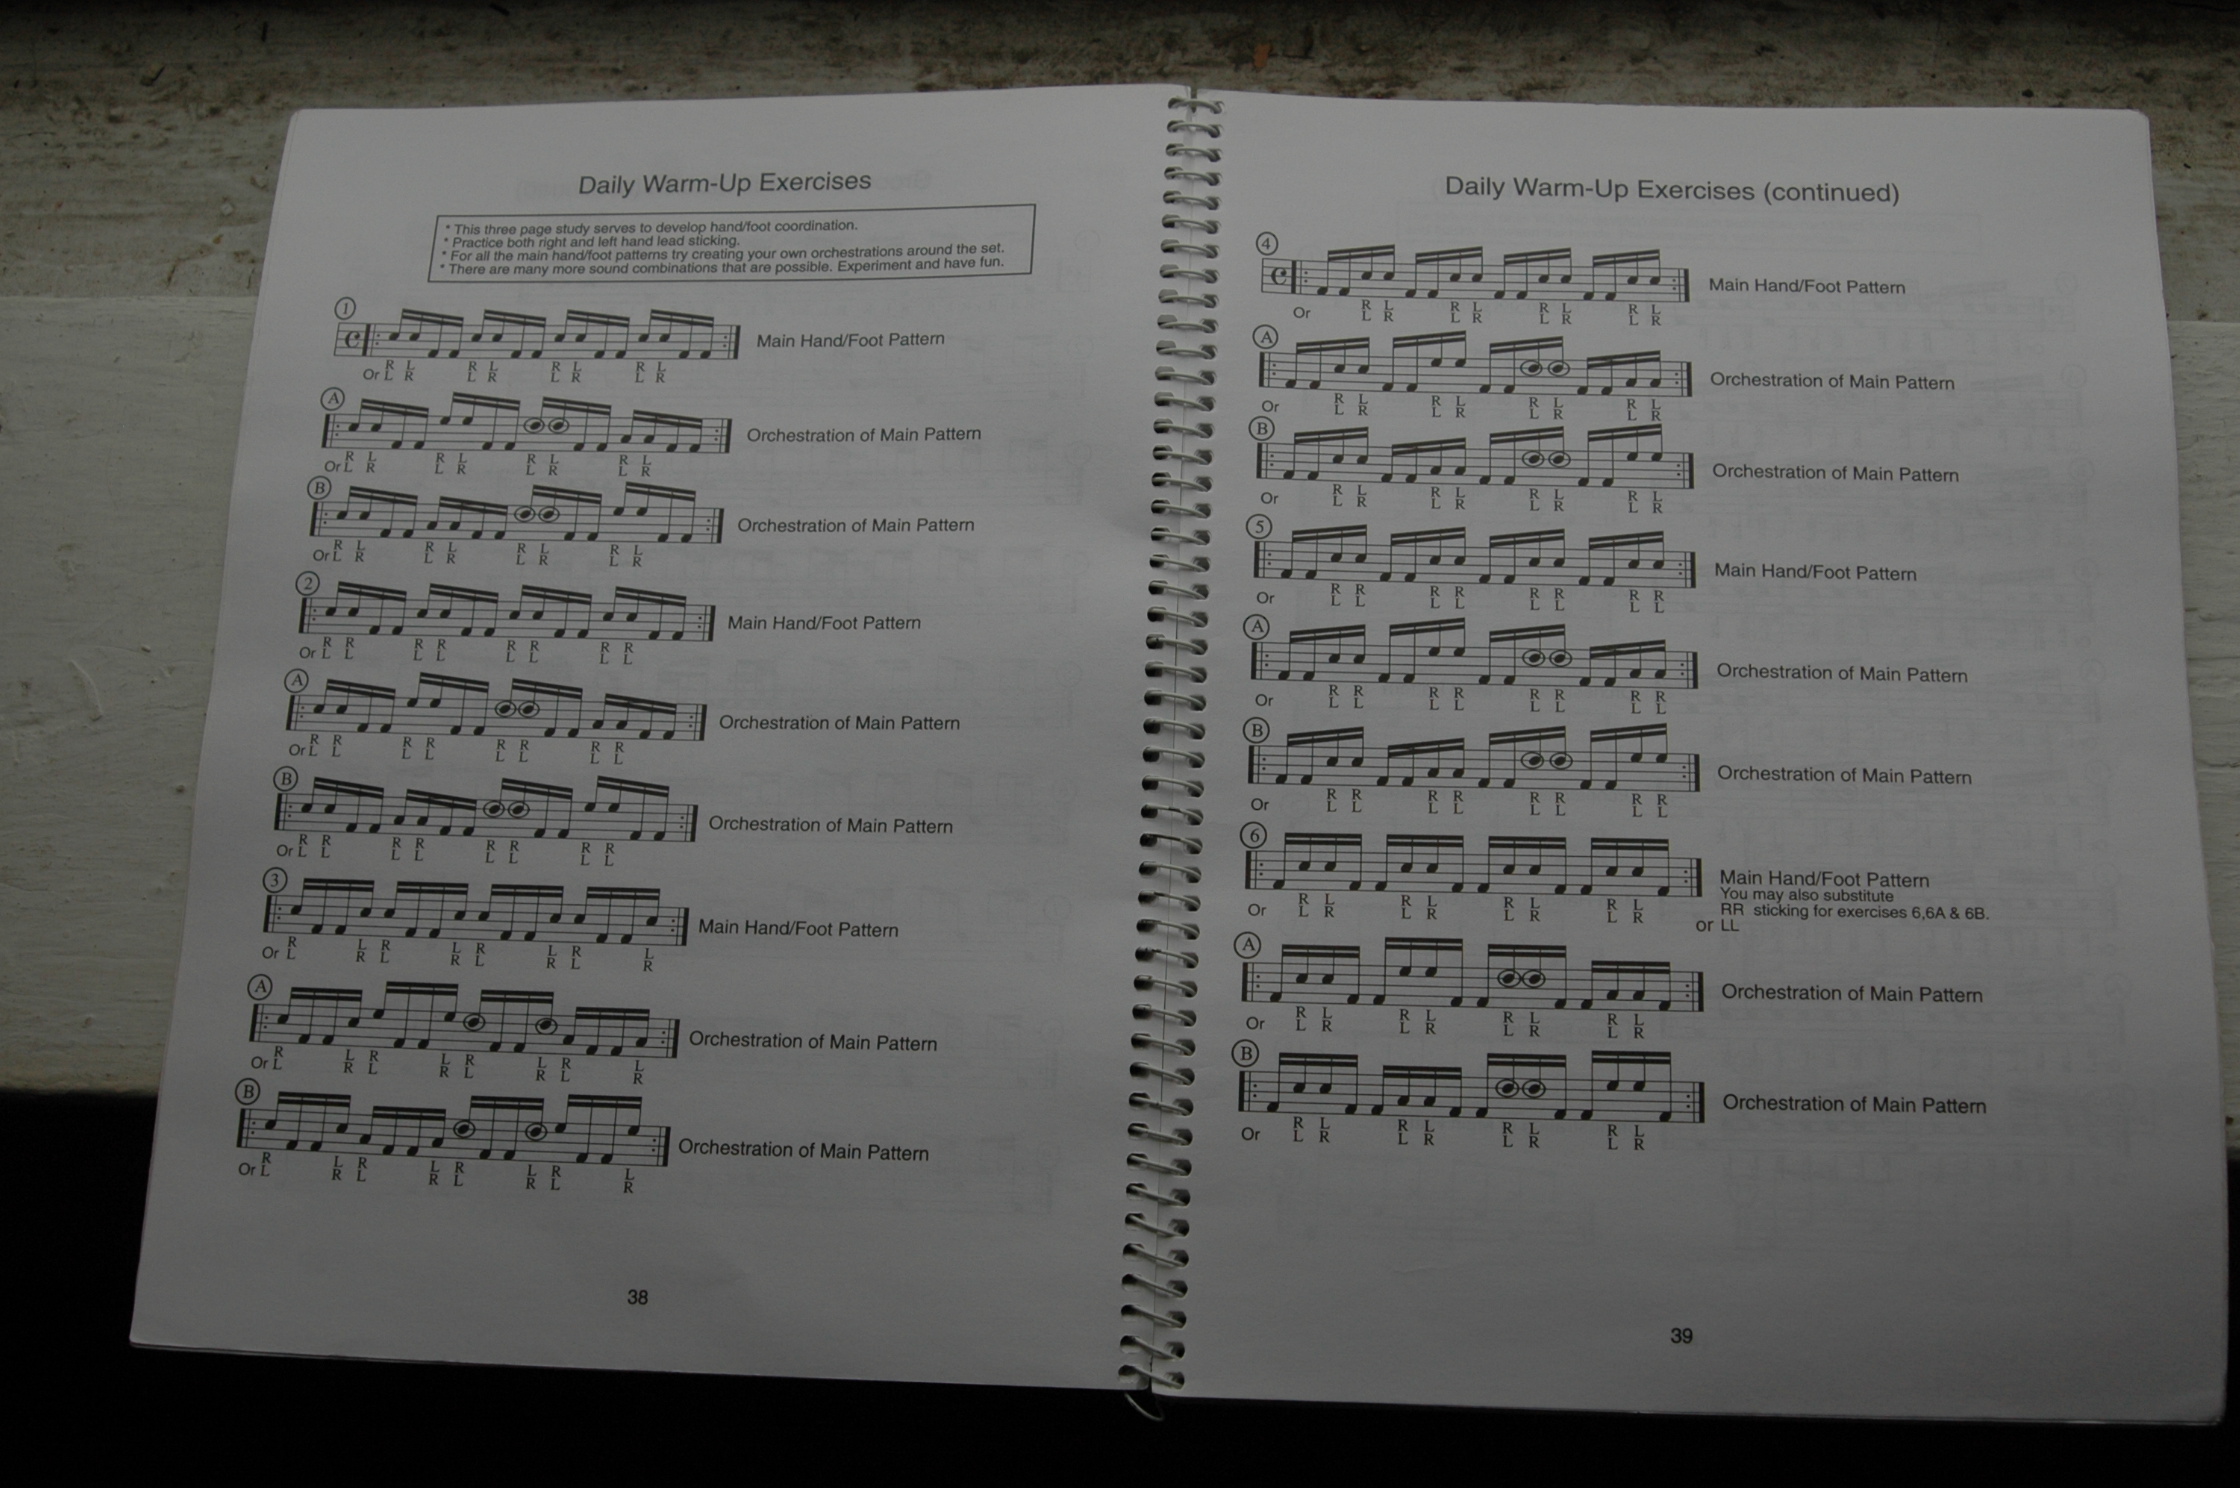 Daily Warm-Up Exercises
* This three page study serves to develop hand/foot coordination.
* Practice both right and left hand lead sticking.
* For all the main hand/foot patterns try creating your own orchestrations around the set.
* There are many more sound combinations that are possible. Experiment and have fun.
1
Main Hand/Foot Pattern
R L R L R L R L
Or L R L R L R L R
A
Orchestration of Main Pattern
R L R L R L R L
Or L R L R L R L R
B
Orchestration of Main Pattern
R L R L R L R L
Or L R L R L R L R
2
Main Hand/Foot Pattern
R R R R R R R R
Or L L L L L L L L
A
Orchestration of Main Pattern
R R R R R R R R
Or L L L L L L L L
B
Orchestration of Main Pattern
R R R R R R R R
Or L L L L L L L L
3
Main Hand/Foot Pattern
R L R L R L R L
Or L R L R L R L R
A
Orchestration of Main Pattern
R L R L R L R L
Or L R L R L R L R
B
Orchestration of Main Pattern
R L R L R L R L
Or L R L R L R L R
38
Daily Warm-Up Exercises (continued)
4
Main Hand/Foot Pattern
R L R L R L R L
Or L R L R L R L R
A
Orchestration of Main Pattern
R L R L R L R L
Or L R L R L R L R
B
Orchestration of Main Pattern
R L R L R L R L
Or L R L R L R L R
5
Main Hand/Foot Pattern
R R R R R R R R
Or L L L L L L L L
A
Orchestration of Main Pattern
R R R R R R R R
Or L L L L L L L L
B
Orchestration of Main Pattern
R R R R R R R R
Or L L L L L L L L
6
Main Hand/Foot Pattern
You may also substitute
RR sticking for exercises 6,6A & 6B.
or LL
R L R L R L R L
Or L R L R L R L R
A
Orchestration of Main Pattern
R L R L R L R L
Or L R L R L R L R
B
Orchestration of Main Pattern
R L R L R L R L
Or L R L R L R L R
39